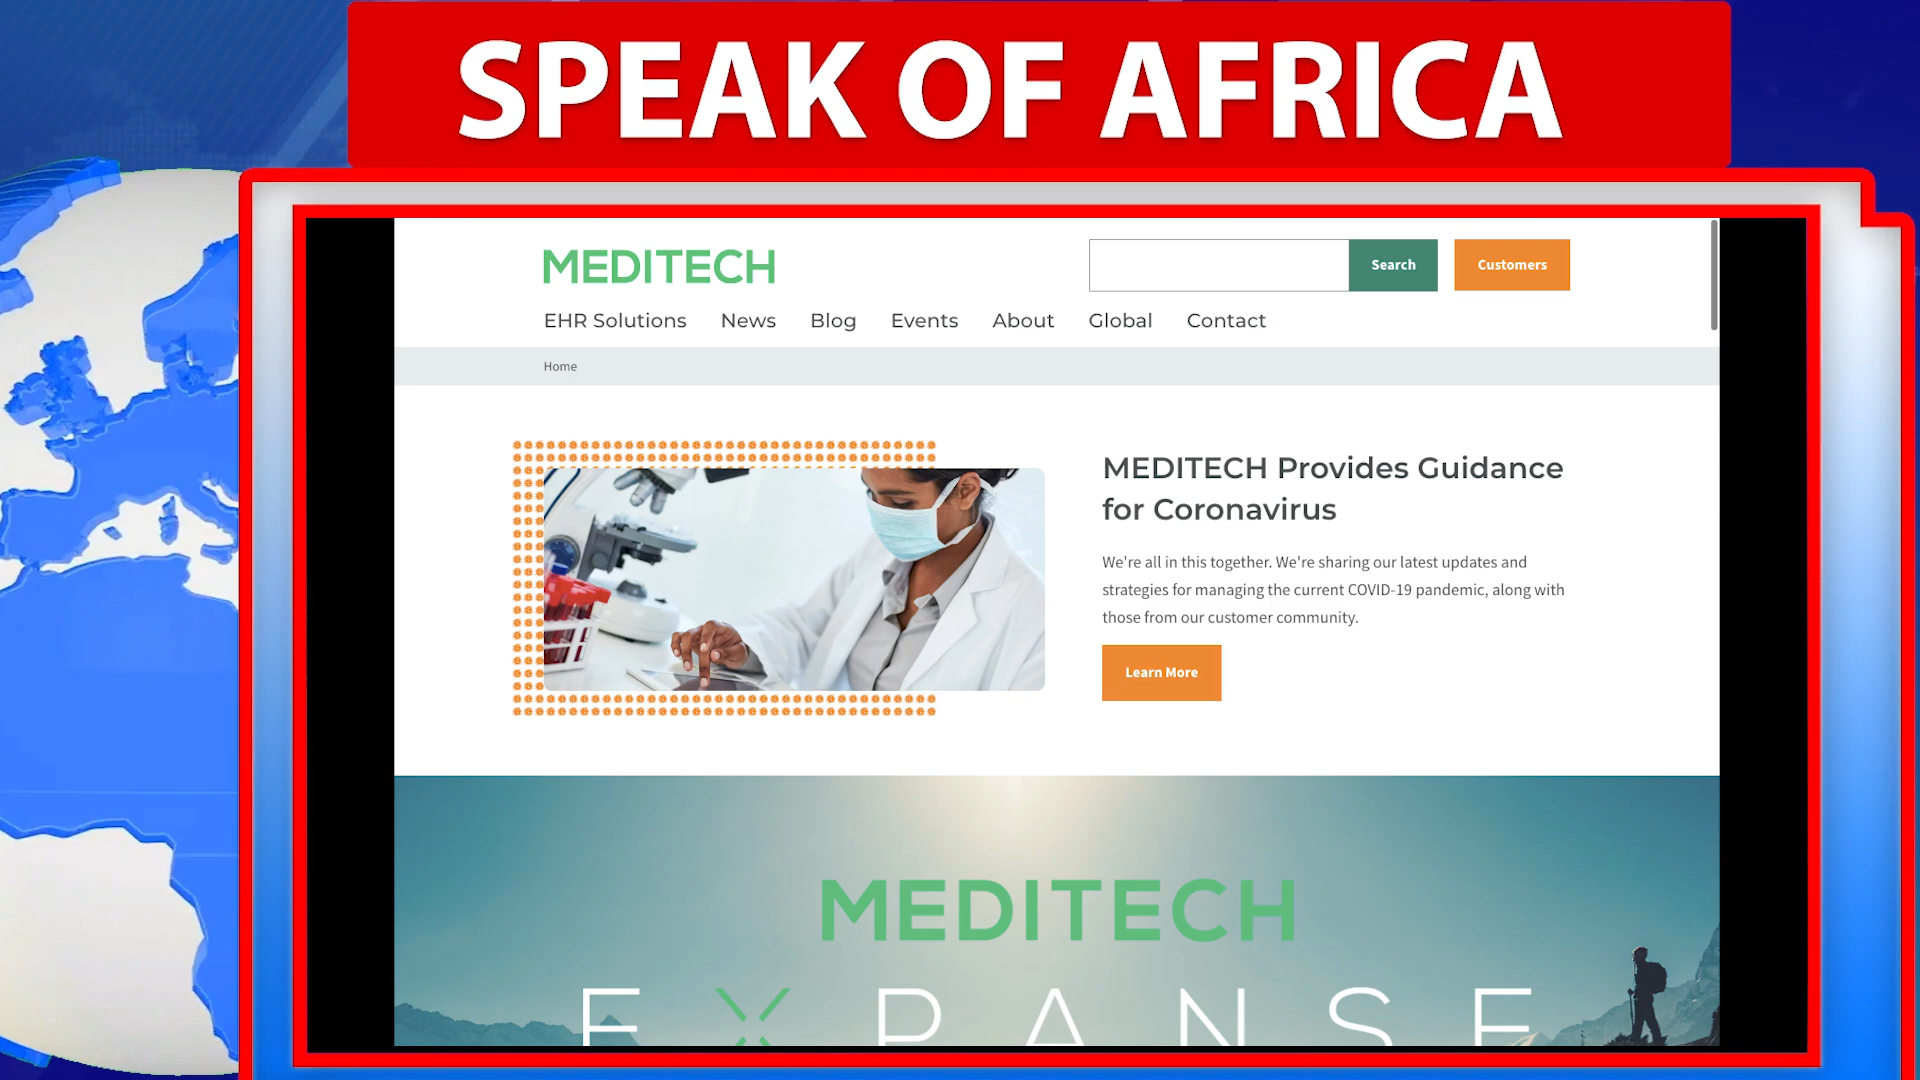 SPEAK OF AFRICA
MEDITECH
Search
Customers
EHR Solutions News Blog Events About Global Contact
Home
MEDITECH Provides Guidance
for Coronavirus
We're all in this together. We're sharing our latest updates and
strategies for managing the current COVID-19 pandemic, along with
those from our customer community.
Learn More
MEDITECH
EXPANSE